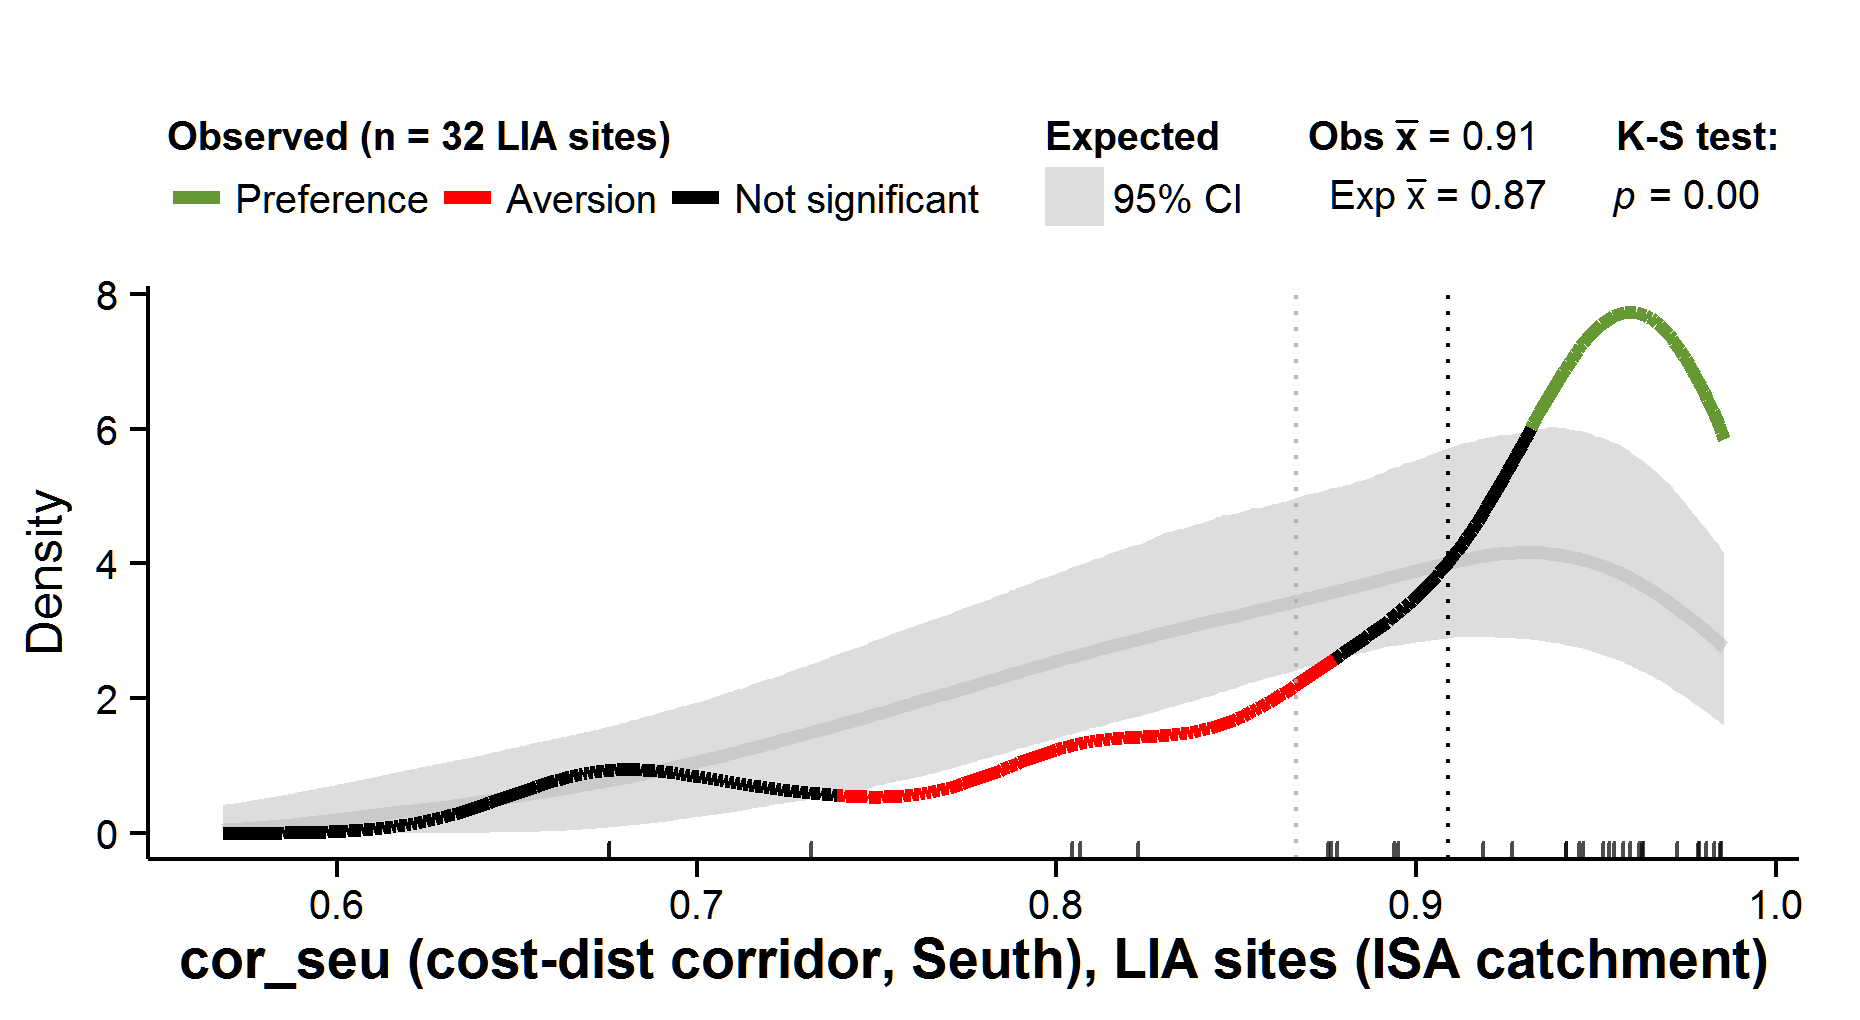 Observed (n = 32 LIA sites)
Preference
Aversion
Not significant
Expected
95% CI
Obs x̅ = 0.91
Exp x̅ = 0.87
K-S test:
p = 0.00
Density
8
6
4
2
0
0.6
0.7
0.8
0.9
1.0
cor_seu (cost-dist corridor, Seuth), LIA sites (ISA catchment)